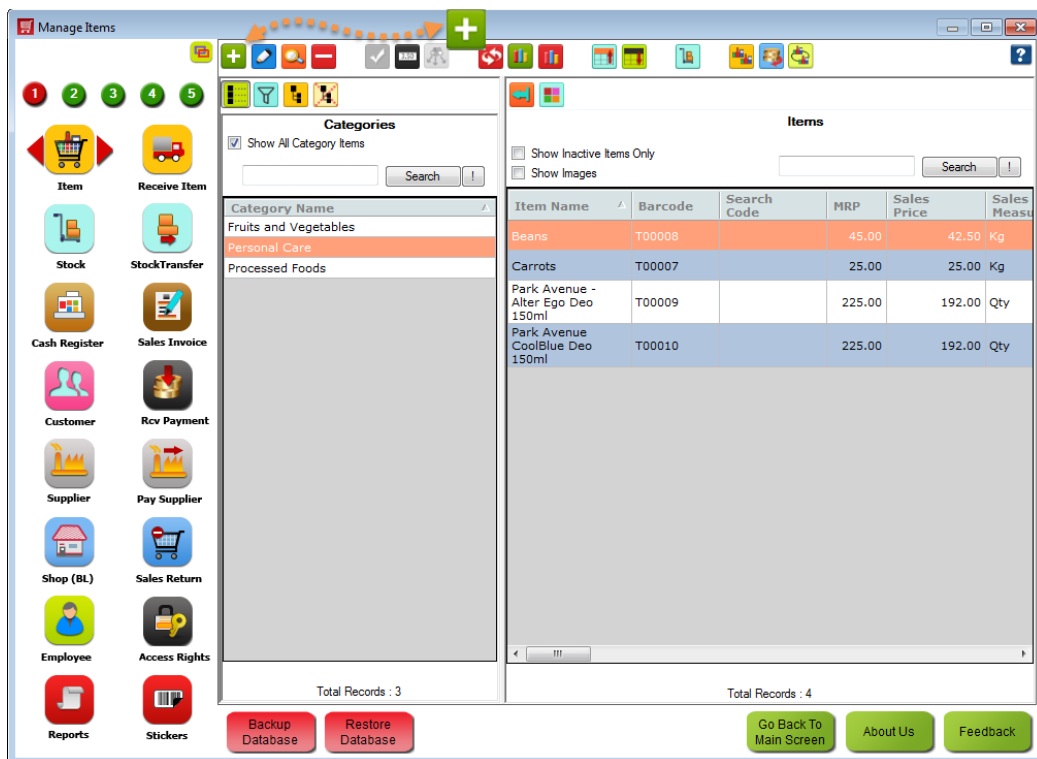 Manage Items
1 2 3 4 5
?
Item
Receive Item
Stock
StockTransfer
Cash Register
Sales Invoice
Customer
Rcv Payment
Supplier
Pay Supplier
Shop (BL)
Sales Return
Employee
Access Rights
Reports
Stickers
Categories
Show All Category Items
Search !
Category Name
Fruits and Vegetables
Personal Care
Processed Foods
Total Records : 3
Items
Show Inactive Items Only
Show Images
Search !
Item Name Barcode Search Code MRP Sales Price Sales Measu
Beans T00008 45.00 42.50 Kg
Carrots T00007 25.00 25.00 Kg
Park Avenue -
Alter Ego Deo T00009 225.00 192.00 Qty
150ml
Park Avenue
CoolBlue Deo T00010 225.00 192.00 Qty
150ml
Total Records : 4
Backup
Database
Restore
Database
Go Back To
Main Screen
About Us
Feedback